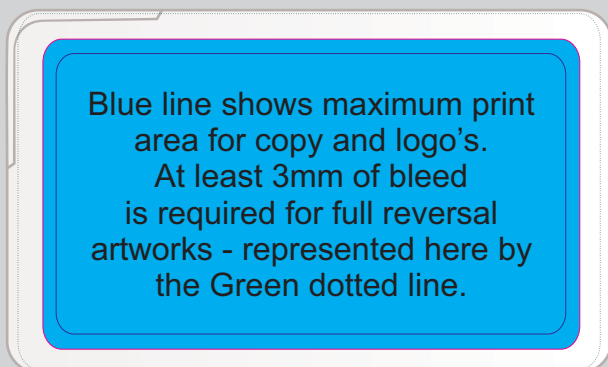 Blue line shows maximum print
area for copy and logo's.
At least 3mm of bleed
is required for full reversal
artworks - represented here by
the Green dotted line.